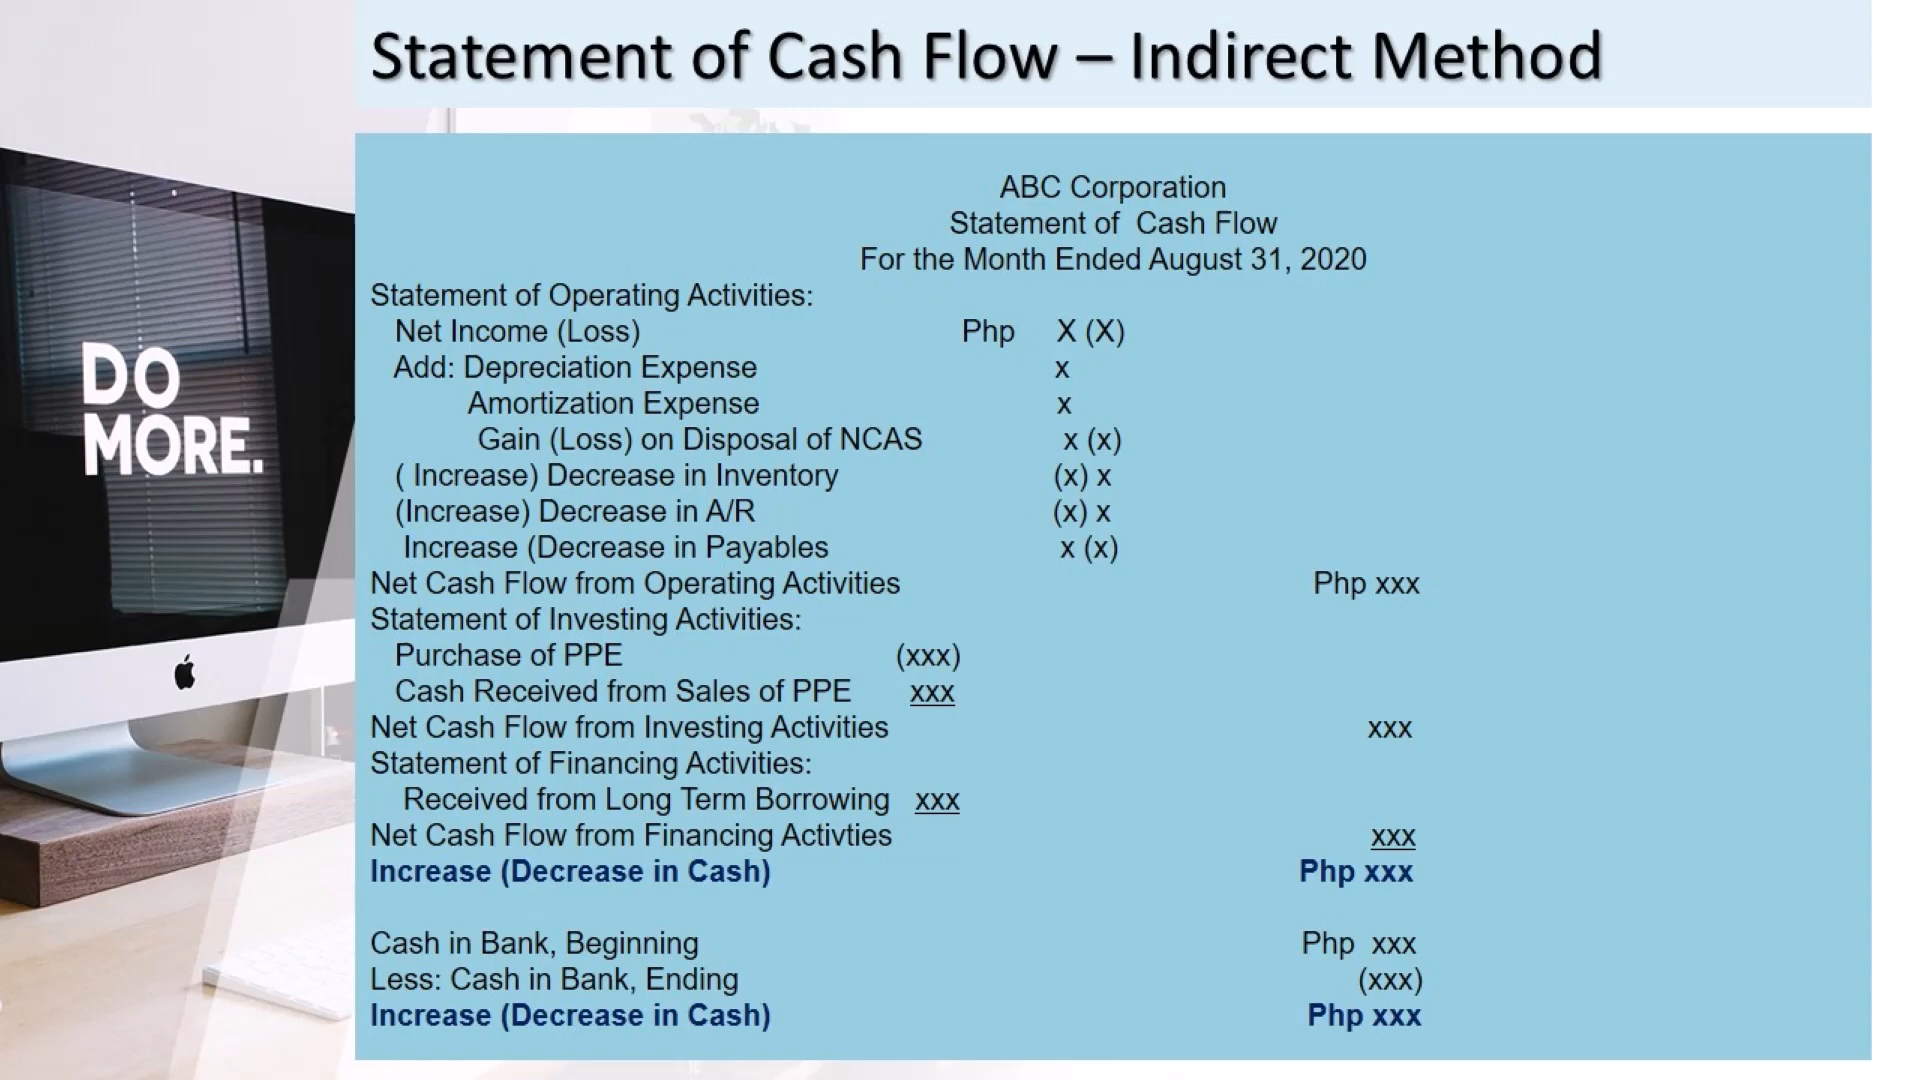 Statement of Cash Flow – Indirect Method
DO
MORE.
ABC Corporation
Statement of Cash Flow
For the Month Ended August 31, 2020
Statement of Operating Activities:
Net Income (Loss) Php X (X)
Add: Depreciation Expense x
Amortization Expense x
Gain (Loss) on Disposal of NCAS x (x)
( Increase) Decrease in Inventory (x) x
(Increase) Decrease in A/R (x) x
Increase (Decrease in Payables x (x)
Net Cash Flow from Operating Activities Php xxx
Statement of Investing Activities:
Purchase of PPE (xxx)
Cash Received from Sales of PPE xxx
Net Cash Flow from Investing Activities xxx
Statement of Financing Activities:
Received from Long Term Borrowing xxx
Net Cash Flow from Financing Activties xxx
Increase (Decrease in Cash) Php xxx
Cash in Bank, Beginning Php xxx
Less: Cash in Bank, Ending (xxx)
Increase (Decrease in Cash) Php xxx